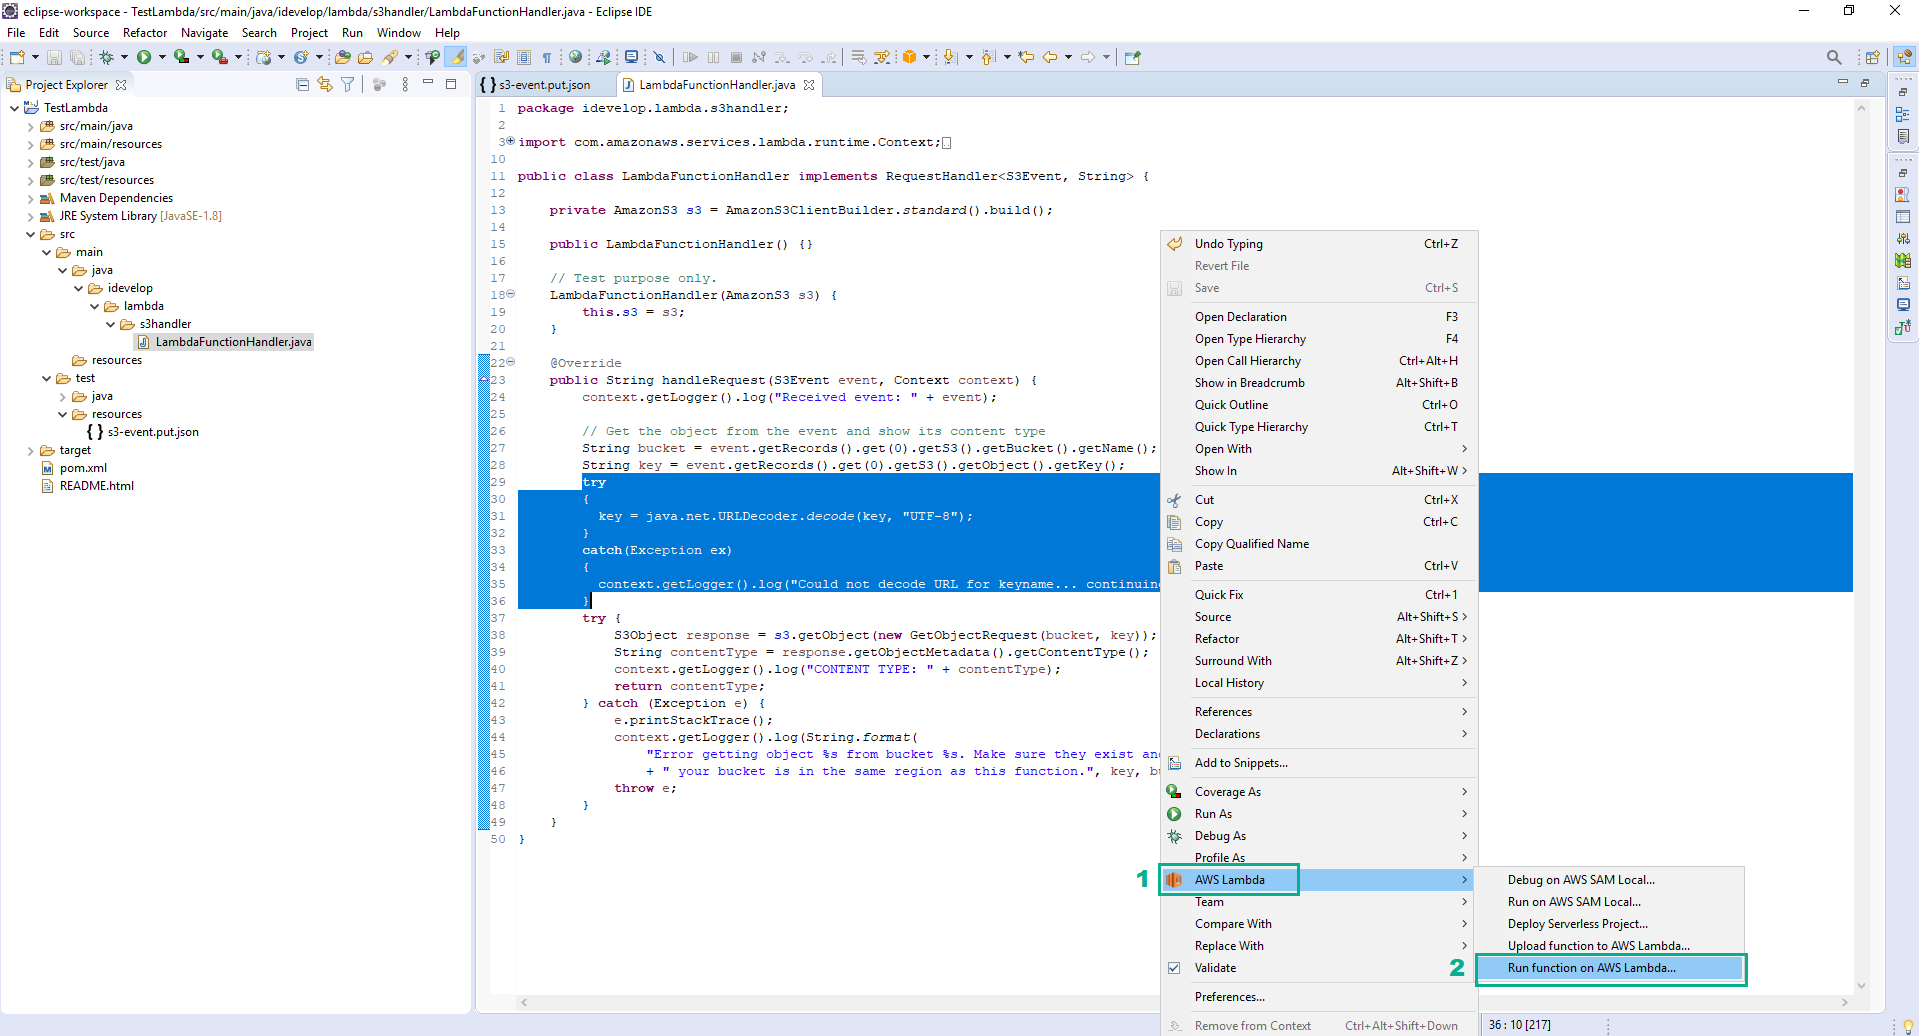 eclipse-workspace - TestLambda/src/main/java/idevelop/lambda/s3handler/LambdaFunctionHandler.java - Eclipse IDE
File Edit Source Refactor Navigate Search Project Run Window Help
Project Explorer
TestLambda
src/main/java
src/main/resources
src/test/java
src/test/resources
Maven Dependencies
JRE System Library [JavaSE-1.8]
src
main
java
idevelop
lambda
s3handler
LambdaFunctionHandler.java
resources
test
java
resources
{ } s3-event.put.json
target
pom.xml
README.html
{ } s3-event.put.json LambdaFunctionHandler.java
1 package idevelop.lambda.s3handler;
2
3 import com.amazonaws.services.lambda.runtime.Context;
10
11 public class LambdaFunctionHandler implements RequestHandler<S3Event, String> {
12
13 private AmazonS3 s3 = AmazonS3ClientBuilder.standard().build();
14
15 public LambdaFunctionHandler() {}
16
17 // Test purpose only.
18 LambdaFunctionHandler(AmazonS3 s3) {
19 this.s3 = s3;
20 }
21
22 @Override
23 public String handleRequest(S3Event event, Context context) {
24 context.getLogger().log("Received event: " + event);
25
26 // Get the object from the event and show its content type
27 String bucket = event.getRecords().get(0).getS3().getBucket().getName();
28 String key = event.getRecords().get(0).getS3().getObject().getKey();
29 try
30 {
31 key = java.net.URLDecoder.decode(key, "UTF-8");
32 }
33 catch(Exception ex)
34 {
35 context.getLogger().log("Could not decode URL for keyname... continuin
36 }
37 try {
38 S3Object response = s3.getObject(new GetObjectRequest(bucket, key));
39 String contentType = response.getObjectMetadata().getContentType();
40 context.getLogger().log("CONTENT TYPE: " + contentType);
41 return contentType;
42 } catch (Exception e) {
43 e.printStackTrace();
44 context.getLogger().log(String.format(
45 "Error getting object %s from bucket %s. Make sure they exist an
46 + " your bucket is in the same region as this function.", key, b
47 throw e;
48 }
49 }
50 }
Undo Typing Ctrl+Z
Revert File
Save Ctrl+S
Open Declaration F3
Open Type Hierarchy F4
Open Call Hierarchy Ctrl+Alt+H
Show in Breadcrumb Alt+Shift+B
Quick Outline Ctrl+O
Quick Type Hierarchy Ctrl+T
Open With
Show In Alt+Shift+W
Cut Ctrl+X
Copy Ctrl+C
Copy Qualified Name
Paste Ctrl+V
Quick Fix Ctrl+1
Source Alt+Shift+S
Refactor Alt+Shift+T
Surround With Alt+Shift+Z
Local History
References
Declarations
Add to Snippets...
Coverage As
Run As
Debug As
Profile As
1 AWS Lambda
Team
Compare With
Replace With
Validate
Preferences...
Remove from Context Ctrl+Alt+Shift+Down
Debug on AWS SAM Local...
Run on AWS SAM Local...
Deploy Serverless Project...
Upload function to AWS Lambda...
2 Run function on AWS Lambda...
36 : 10 [217]